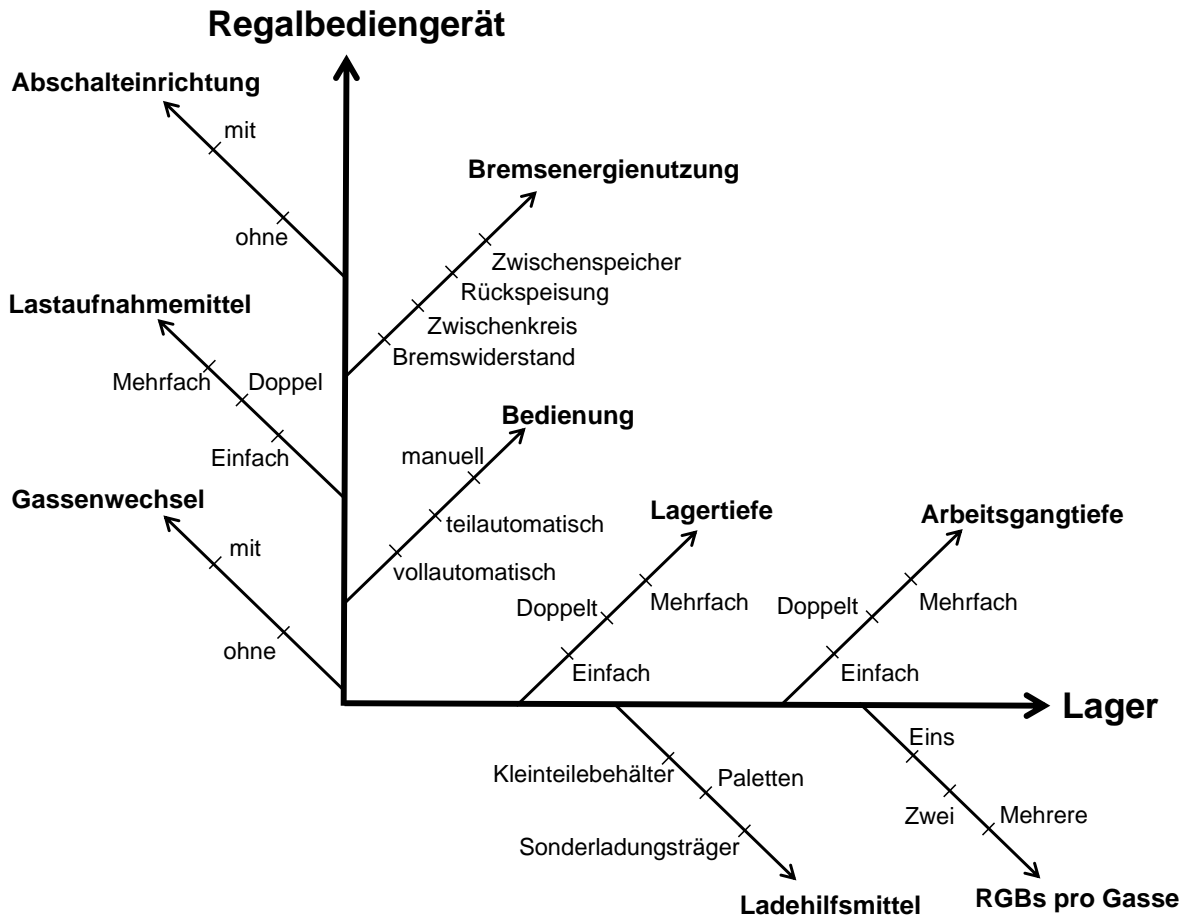 Regalbediengerät
Abschalteinrichtung
mit
ohne
Bremsenergienutzung
Zwischenspeicher
Rückspeisung
Zwischenkreis
Bremswiderstand
Lastaufnahmemittel
Mehrfach
Doppel
Einfach
Bedienung
manuell
teilautomatisch
vollautomatisch
Gassenwechsel
mit
ohne
Lagertiefe
Doppelt
Mehrfach
Einfach
Arbeitsgangtiefe
Doppelt
Mehrfach
Einfach
Lager
Kleinteilebehälter
Paletten
Sonderladungsträger
Ladehilfsmittel
Eins
Zwei
Mehrere
RGBs pro Gasse